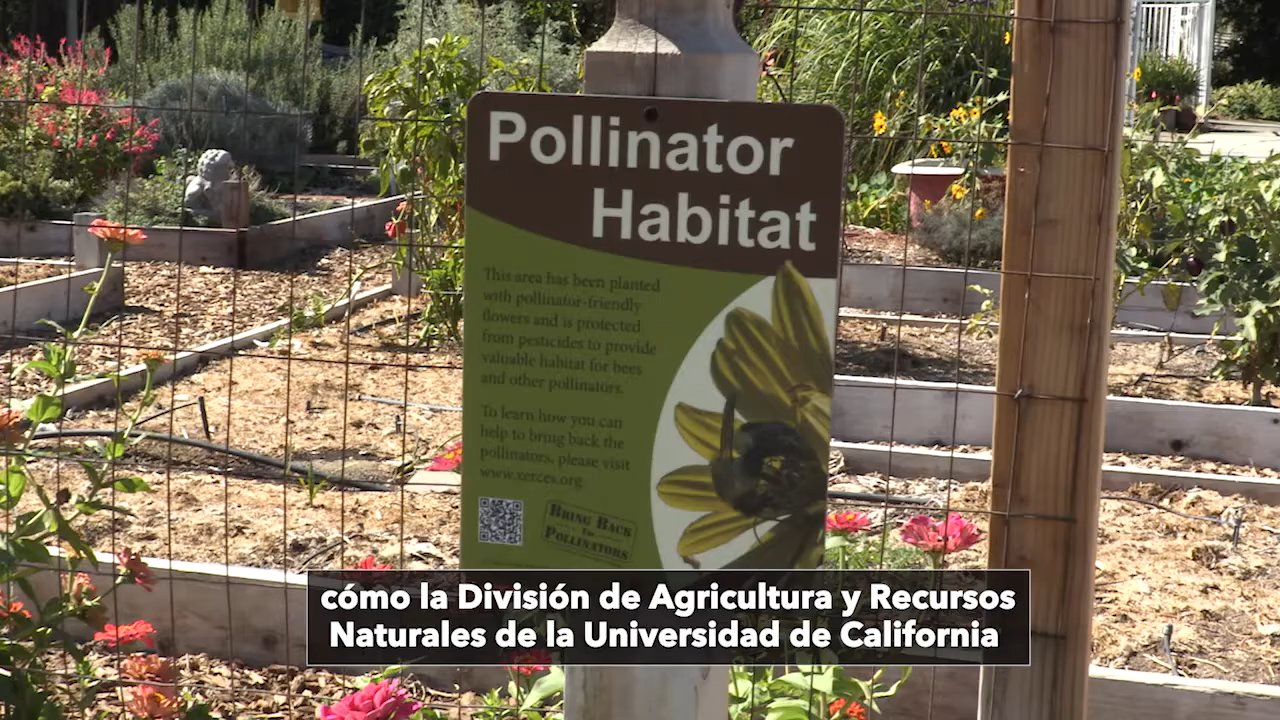 Pollinator
Habitat
This area has been planted
with pollinator-friendly
flowers and is protected
from pesticides to provide
valuable habitat for bees
and other pollinators.
To learn how you can
help to bring back the
pollinators, please visit
www.xerces.org
BRING BACK
THE
POLLINATORS
cómo la División de Agricultura y Recursos
Naturales de la Universidad de California